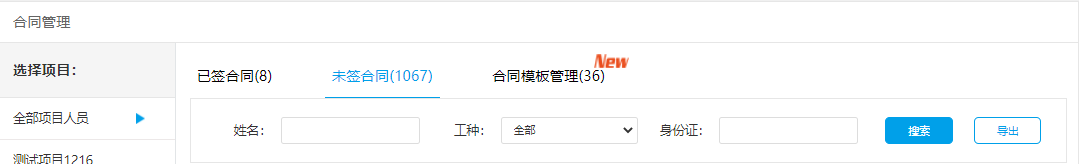 合同管理
选择项目：
已签合同(8) 未签合同(1067) 合同模板管理(36) New
全部项目人员
姓名： 工种： 全部 身份证： 搜索 导出
测试项目1216